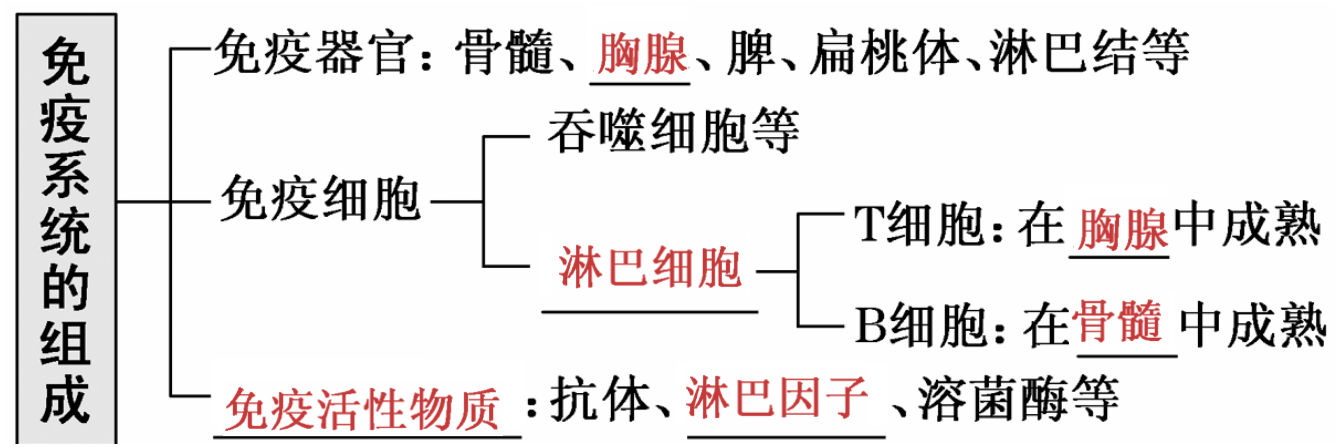 免疫系统的组成
免疫器官：骨髓、胸腺、脾、扁桃体、淋巴结等
免疫细胞
吞噬细胞等
淋巴细胞
T细胞：在胸腺中成熟
B细胞：在骨髓中成熟
免疫活性物质：抗体、淋巴因子、溶菌酶等